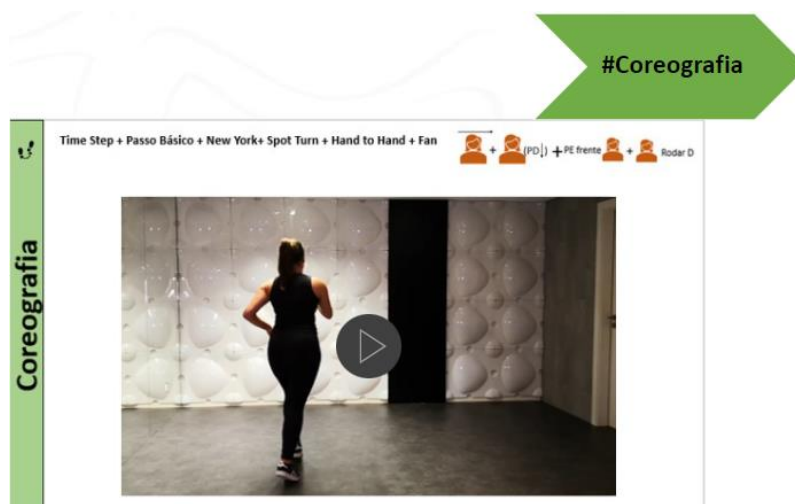 #Coreografia
Time Step + Passo Básico + New York+ Spot Turn + Hand to Hand + Fan
+ (PD↓) + PE frente + Rodar D
Coreografia